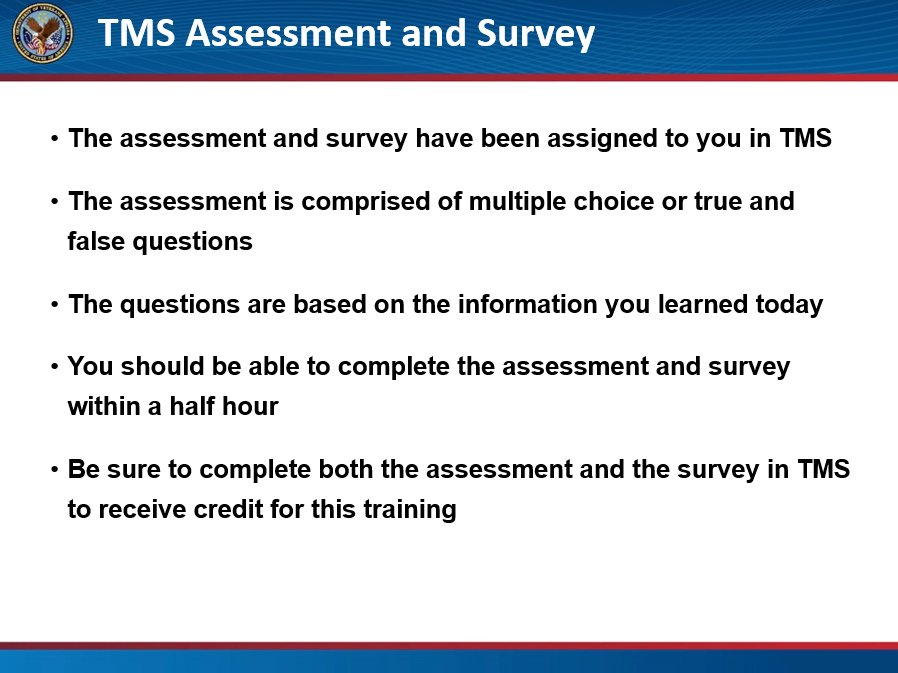 TMS Assessment and Survey
• The assessment and survey have been assigned to you in TMS
• The assessment is comprised of multiple choice or true and
false questions
• The questions are based on the information you learned today
• You should be able to complete the assessment and survey
within a half hour
• Be sure to complete both the assessment and the survey in TMS
to receive credit for this training